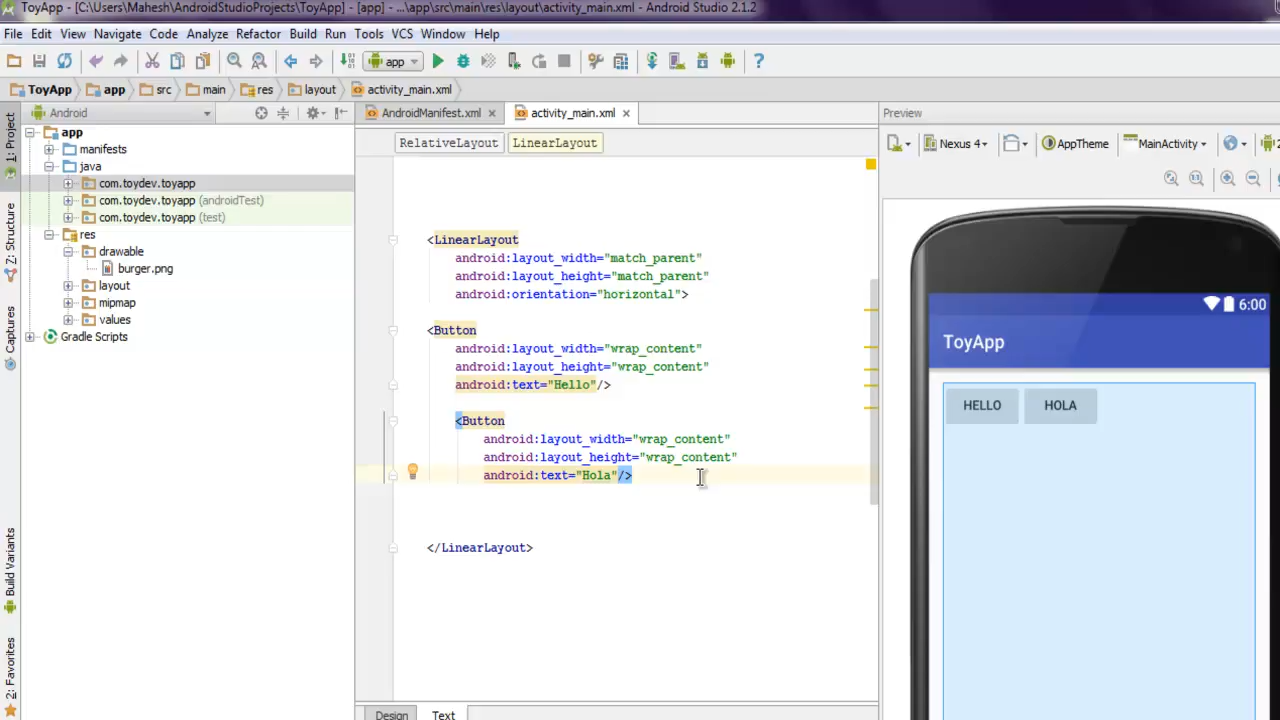 ToyApp - [C:\Users\Mahesh\AndroidStudioProjects\ToyApp] - [app] - ...\app\src\main\res\layout\activity_main.xml - Android Studio 2.1.2
File Edit View Navigate Code Analyze Refactor Build Run Tools VCS Window Help
app
ToyApp app src main res layout activity_main.xml
Android
AndroidManifest.xml activity_main.xml
Preview
1: Project
Z: Structure
Captures
Build Variants
2: Favorites
app
manifests
java
com.toydev.toyapp
com.toydev.toyapp (androidTest)
com.toydev.toyapp (test)
res
drawable
burger.png
layout
mipmap
values
Gradle Scripts
RelativeLayout LinearLayout
<LinearLayout
android:layout_width="match_parent"
android:layout_height="match_parent"
android:orientation="horizontal">
<Button
android:layout_width="wrap_content"
android:layout_height="wrap_content"
android:text="Hello"/>
<Button
android:layout_width="wrap_content"
android:layout_height="wrap_content"
android:text="Hola"/>
</LinearLayout>
Design Text
Nexus 4 AppTheme MainActivity 2
6:00
ToyApp
HELLO HOLA